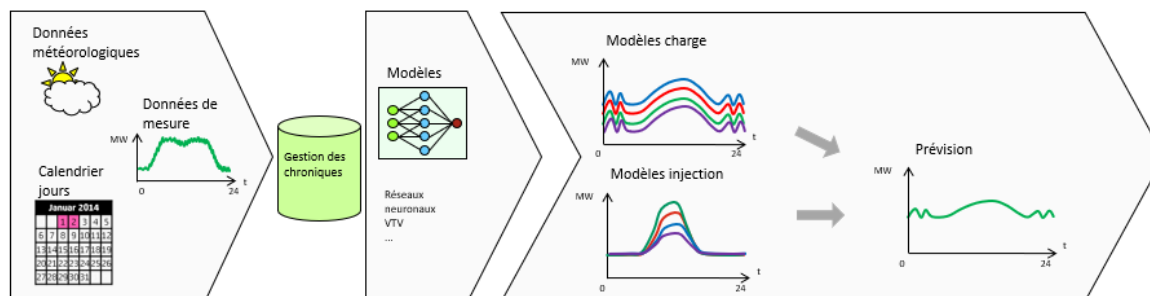 Données
météorologiques
Données de
mesure
MW
t
0
24
Calendrier
jours
Januar 2014
1 2 3 4 5
6 7 8 9 10 11 12
13 14 15 16 17 18 19
20 21 22 23 24 25 26
27 28 29 30 31
Gestion des
chroniques
Modèles
Réseaux
neuronaux
VTV
...
Modèles charge
MW
t
0
24
Modèles injection
MW
t
0
24
Prévision
MW
t
0
24